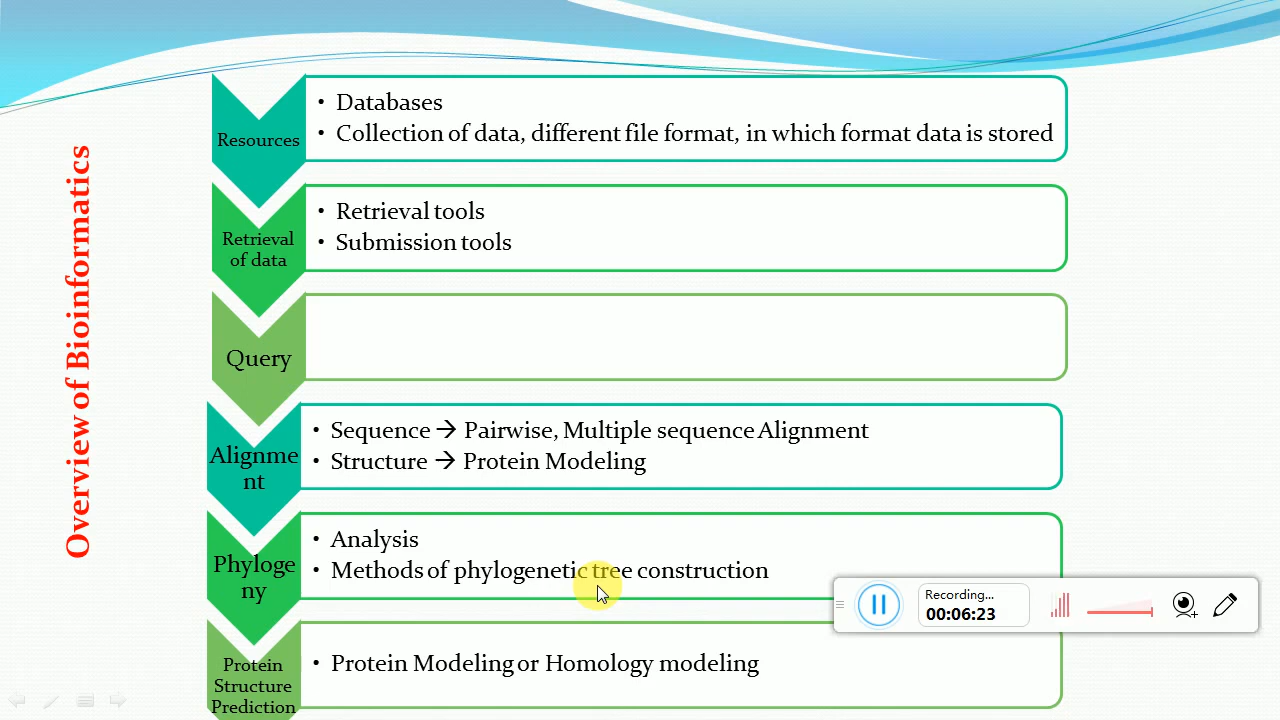 Overview of Bioinformatics
Resources
• Databases
• Collection of data, different file format, in which format data is stored
Retrieval
of data
• Retrieval tools
• Submission tools
Query
Alignme
nt
• Sequence → Pairwise, Multiple sequence Alignment
• Structure → Protein Modeling
Phyloge
ny
• Analysis
• Methods of phylogenetic tree construction
Recording...
00:06:23
Protein
Structure
Prediction
• Protein Modeling or Homology modeling